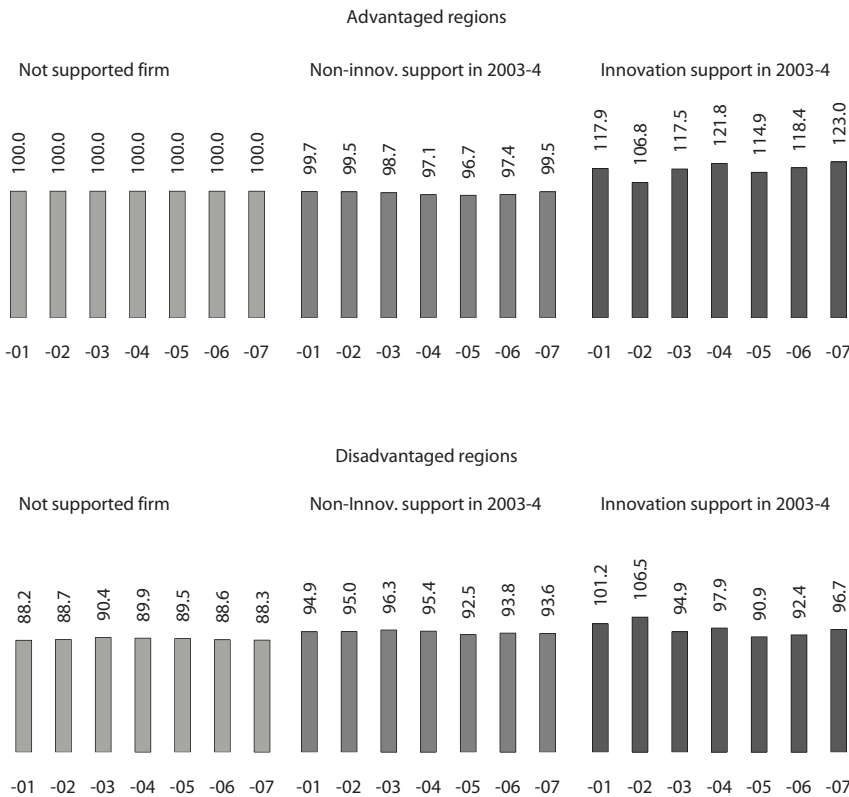 Advantaged regions
Not supported firm Non-innov. support in 2003-4 Innovation support in 2003-4
100.0 100.0 100.0 100.0 100.0 100.0 100.0 99.7 99.5 98.7 97.1 96.7 97.4 99.5 117.9 106.8 117.5 121.8 114.9 118.4 123.0
-01 -02 -03 -04 -05 -06 -07 -01 -02 -03 -04 -05 -06 -07 -01 -02 -03 -04 -05 -06 -07
Disadvantaged regions
Not supported firm Non-Innov. support in 2003-4 Innovation support in 2003-4
88.2 88.7 90.4 89.9 89.5 88.6 88.3 94.9 95.0 96.3 95.4 92.5 93.8 93.6 101.2 106.5 94.9 97.9 90.9 92.4 96.7
-01 -02 -03 -04 -05 -06 -07 -01 -02 -03 -04 -05 -06 -07 -01 -02 -03 -04 -05 -06 -07